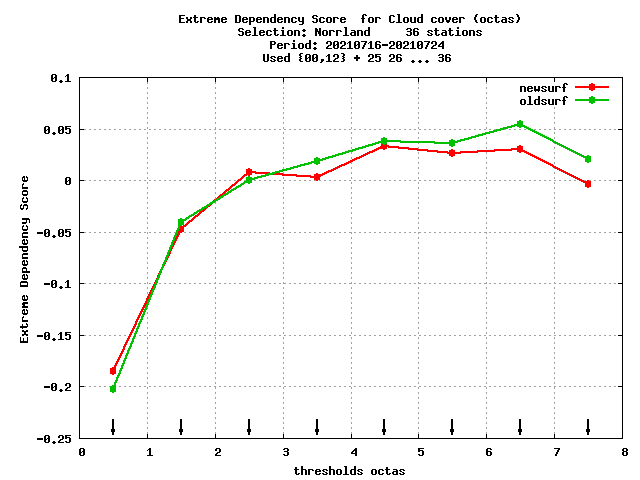 Extreme Dependency Score  for Cloud cover (octas)
Selection: Norrland     36 stations
Period: 20210716-20210724
Used {00,12} + 25 26 ... 36
newsurf
oldsurf
0.1
0.05
0
-0.05
-0.1
-0.15
-0.2
-0.25
Extreme Dependency Score
0 1 2 3 4 5 6 7 8
thresholds octas